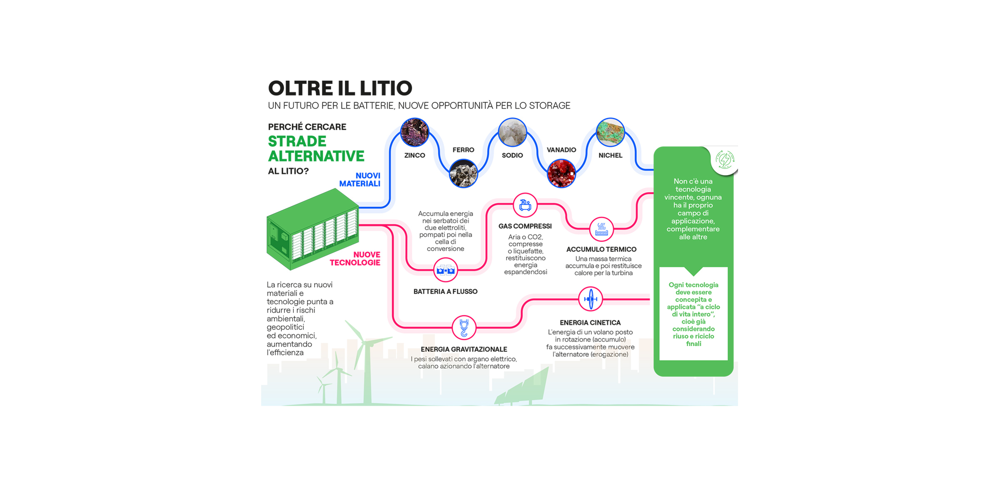 OLTRE IL LITIO
UN FUTURO PER LE BATTERIE, NUOVE OPPORTUNITÀ PER LO STORAGE
PERCHÉ CERCARE
STRADE
ALTERNATIVE
AL LITIO?
NUOVI
MATERIALI
ZINCO
FERRO
SODIO
VANADIO
NICHEL
NUOVE
TECNOLOGIE
La ricerca su nuovi
materiali e
tecnologie punta a
ridurre i rischi
ambientali,
geopolitici
ed economici,
aumentando
l'efficienza
Accumula energia
nei serbatoi dei
due elettroliti,
pompati poi nella
cella di
conversione
BATTERIA A FLUSSO
GAS COMPRESSI
Aria o CO2,
compresse
o liquefatte,
restituiscono
energia
espandendosi
ACCUMULO TERMICO
Una massa termica
accumula e poi restituisce
calore per la turbina
ENERGIA GRAVITAZIONALE
I pesi sollevati con argano elettrico,
calano azionando l'alternatore
ENERGIA CINETICA
L'energia di un volano posto
in rotazione (accumulo)
fa successivamente muovere
l'alternatore (erogazione)
Non c'è una
tecnologia
vincente, ognuna
ha il proprio
campo di
applicazione,
complementare
alle altre
Ogni tecnologia
deve essere
concepita e
applicata "a ciclo
di vita intero",
cioè già
considerando
riuso e riciclo
finali